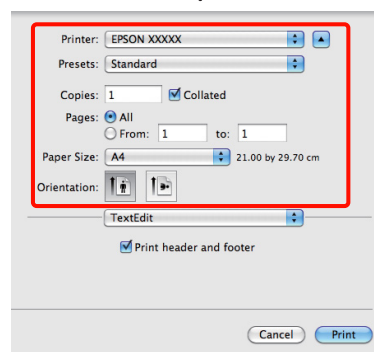 Printer: EPSON XXXXX
Presets: Standard
Copies: 1 Collated
Pages: All
From: 1 to: 1
Paper Size: A4 21.00 by 29.70 cm
Orientation:
TextEdit
Print header and footer
Cancel Print